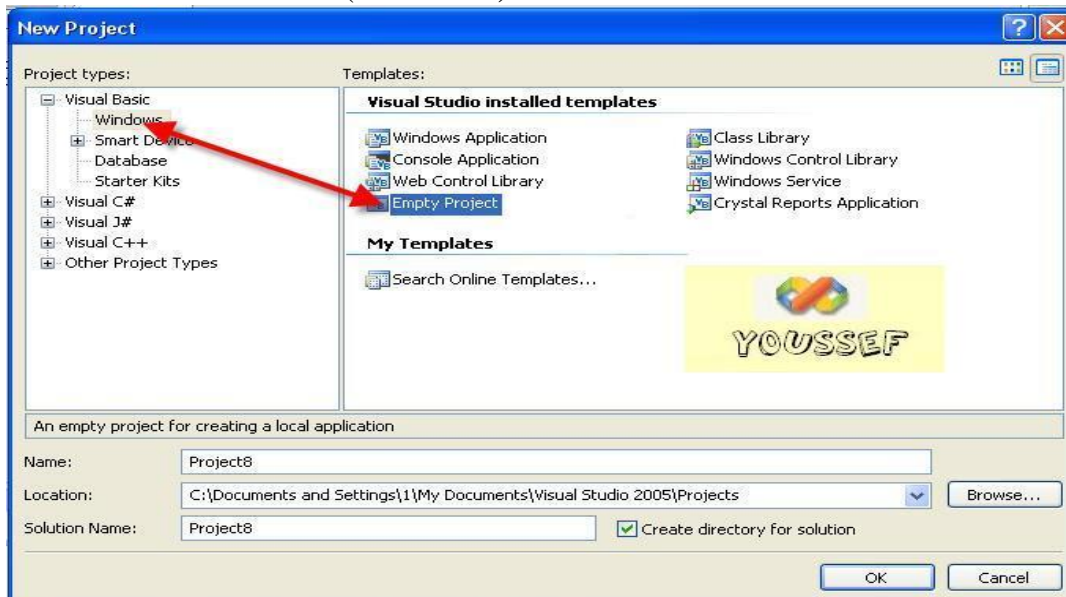 New Project
Project types:
Templates:
Visual Basic
Windows
Smart Device
Database
Starter Kits
Visual C#
Visual J#
Visual C++
Other Project Types
Visual Studio installed templates
Windows Application
Class Library
Console Application
Windows Control Library
Web Control Library
Windows Service
Empty Project
Crystal Reports Application
My Templates
Search Online Templates...
YOUSSEF
An empty project for creating a local application
Name:
Project8
Location:
C:\Documents and Settings\1\My Documents\Visual Studio 2005\Projects
Browse...
Solution Name:
Project8
Create directory for solution
OK
Cancel